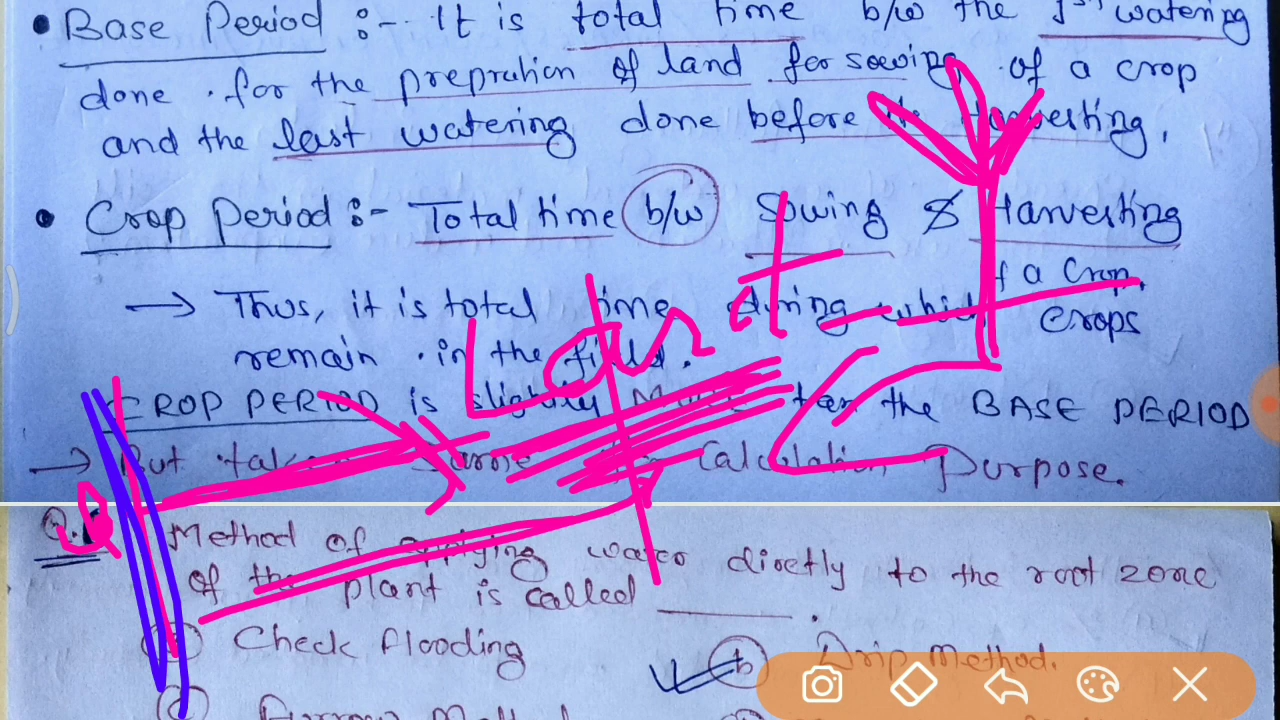 • Base Period :- It is total time b/w the 1st watering
done for the prepration of land for sowing of a crop
and the last watering done before the Harvesting.
• Crop Period :- Total time b/w Sowing & Harvesting
of a Crop.
→ Thus, it is total time during which crops
remain in the field.
CROP PERIOD is slightly More than the BASE PERIOD
→ But taken Same for Calculation Purpose.
Land
Q
Q.
Method of applying water directly to the root zone
of the plant is called ______.
(a) Check flooding
(b) Drip Method.
(c)